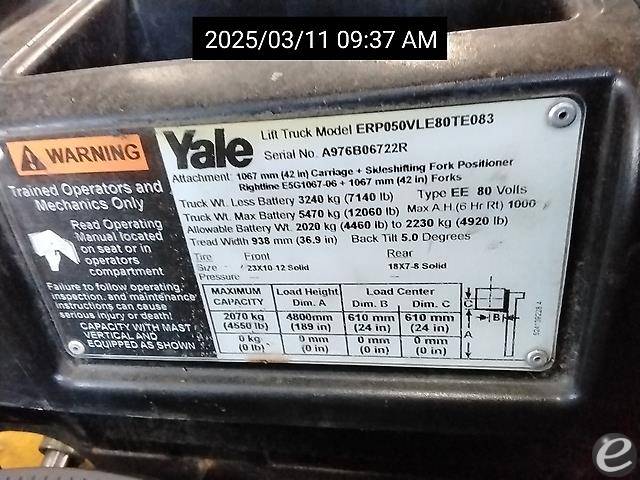 2025/03/11 09:37 AM
WARNING
Trained Operators and
Mechanics Only
Read Operating
Manual located
on seat or in
operators
compartment
Failure to follow operating,
inspection, and maintenance
instructions can cause
serious injury or death!
CAPACITY WITH MAST
VERTICAL AND
EQUIPPED AS SHOWN
Yale
Lift Truck Model ERP050VLE80TE083
Serial No. A976B06722R
Attachment 1067 mm (42 in) Carriage + Sideshifting Fork Positioner
Rightline E5G1067-06 + 1067 mm (42 in) Forks
Truck Wt. Less Battery 3240 kg (7140 lb) Type EE 80 Volts
Truck Wt. Max Battery 5470 kg (12060 lb) Max A.H (6 Hr Rt) 1000
Allowable Battery Wt. 2020 kg (4460 lb) to 2230 kg (4920 lb)
Tread Width 938 mm (36.9 in) Back Tilt 5.0 Degrees
Tire Front Rear
Size 23X10-12 Solid 18X7-8 Solid
Pressure --
MAXIMUM CAPACITY Load Height Dim. A Load Center Dim. B Dim. C
2070 kg 4800mm 610 mm 610 mm
(4550 lb) (189 in) (24 in) (24 in)
0 kg 0 mm 0 mm 0 mm
(0 lb) (0 in) (0 in) (0 in)
C
B
A
e